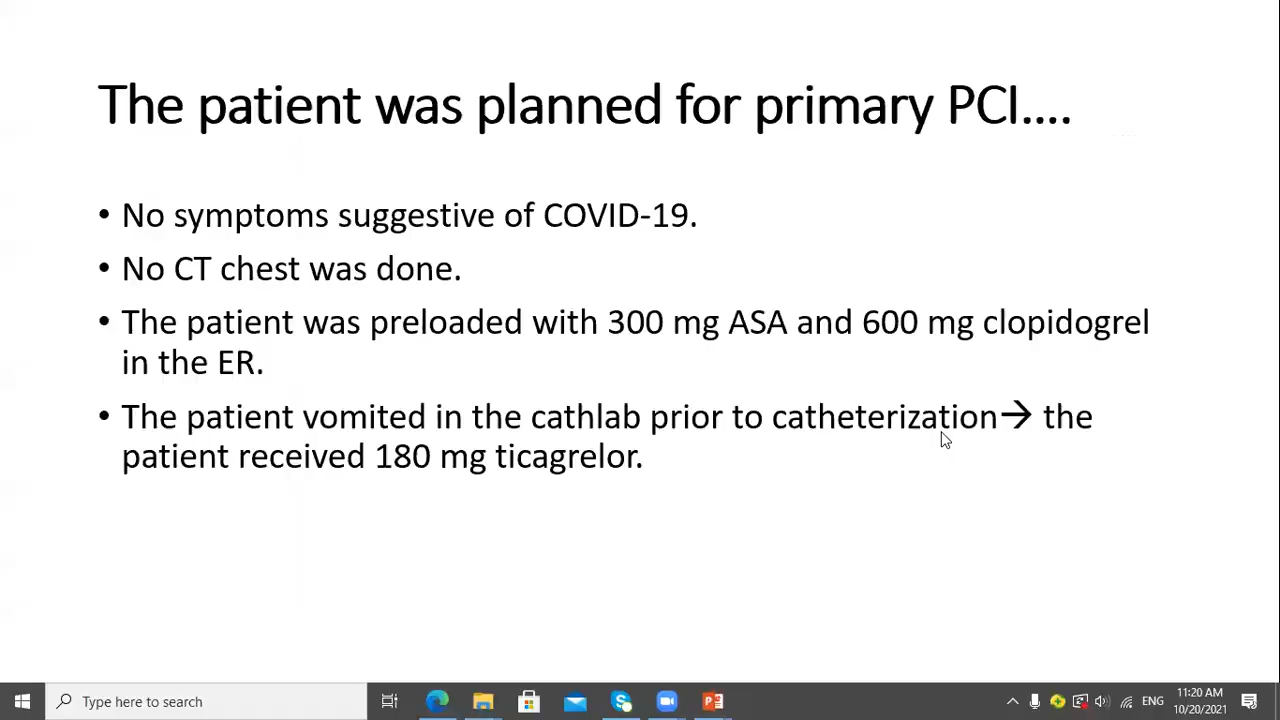 The patient was planned for primary PCI....
• No symptoms suggestive of COVID-19.
• No CT chest was done.
• The patient was preloaded with 300 mg ASA and 600 mg clopidogrel
in the ER.
• The patient vomited in the cathlab prior to catheterization→ the
patient received 180 mg ticagrelor.
Type here to search
ENG
11:20 AM
10/20/2021